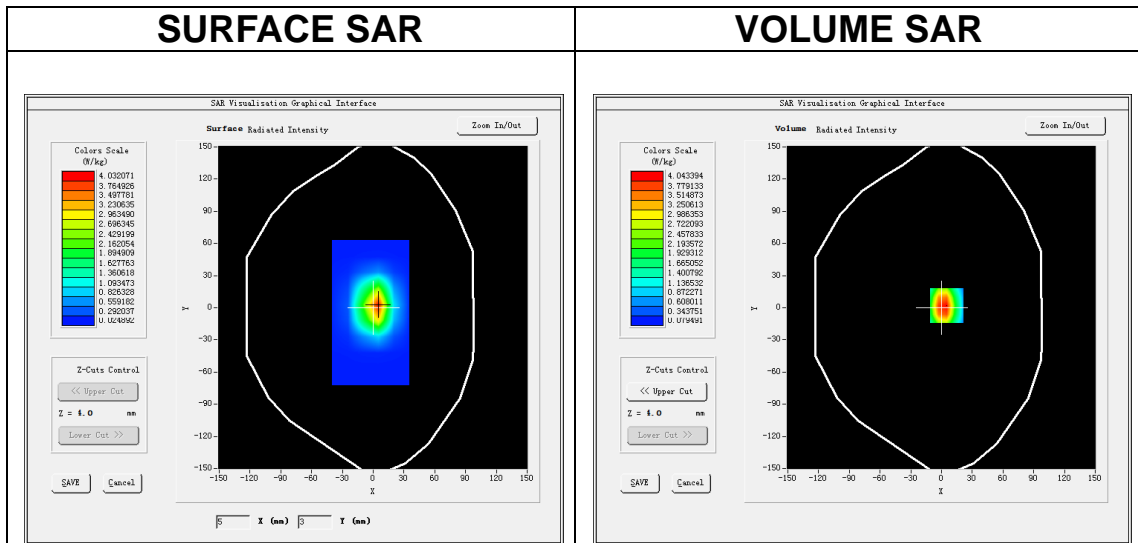 SURFACE SAR
VOLUME SAR
SAR Visualisation Graphical Interface
Surface Radiated Intensity
Zoom In/Out
Colors Scale
(W/kg)
4.032071
3.764926
3.497781
3.230635
2.963490
2.696345
2.429199
2.162054
1.894909
1.627763
1.360618
1.093473
0.826328
0.559182
0.292037
0.024892
Z-Cuts Control
<< Upper Cut
Z = 4.0 mm
Lower Cut >>
SAVE
Cancel
150
120
90
60
30
0
-30
-60
-90
-120
-150
Y
-150 -120 -90 -60 -30 0 30 60 90 120 150
X
5 X (mm) 3 Y (mm)
SAR Visualisation Graphical Interface
Volume Radiated Intensity
Zoom In/Out
Colors Scale
(W/kg)
4.043394
3.779133
3.514873
3.250613
2.986353
2.722093
2.457833
2.193572
1.929312
1.665052
1.400792
1.136532
0.872271
0.608011
0.343751
0.079491
Z-Cuts Control
<< Upper Cut
Z = 4.0 mm
Lower Cut >>
SAVE
Cancel
150
120
90
60
30
0
-30
-60
-90
-120
-150
Y
-150 -120 -90 -60 -30 0 30 60 90 120 150
X